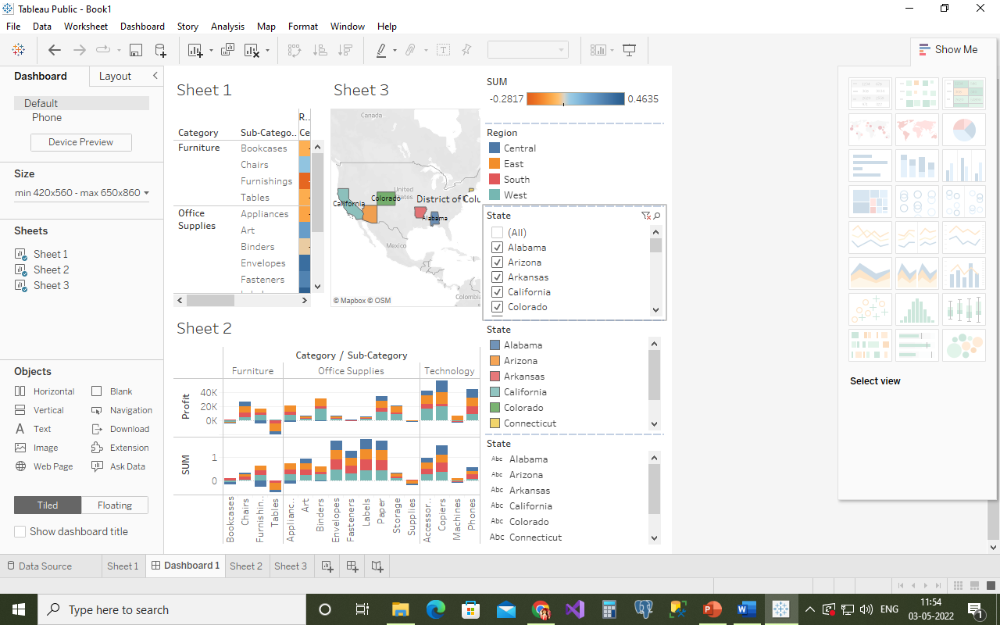 Tableau Public - Book1
File Data Worksheet Dashboard Story Analysis Map Format Window Help
Show Me
Dashboard Layout
Default
Phone
Device Preview
Size
min 420x560 - max 650x860
Sheets
Sheet 1
Sheet 2
Sheet 3
Objects
Horizontal Blank
Vertical Navigation
Text Download
Image Extension
Web Page Ask Data
Tiled Floating
Show dashboard title
Sheet 1
R..
Category Sub-Catego.. Ce
Furniture Bookcases
Chairs
Furnishings
Tables
Office Appliances
Supplies
Art
Binders
Envelopes
Fasteners
Sheet 3
Canada
United
States
California
Colorado
District of Colu
Alabama
Mexico
© Mapbox © OSM
Colombia
SUM
-0.2817 0.4635
Region
Central
East
South
West
State
(All)
Alabama
Arizona
Arkansas
California
Colorado
State
Alabama
Arizona
Arkansas
California
Colorado
Connecticut
State
Abc Alabama
Abc Arizona
Abc Arkansas
Abc California
Abc Colorado
Abc Connecticut
Sheet 2
Category / Sub-Category
Furniture Office Supplies Technology
Profit
40K
20K
0K
SUM
1
0
Bookcases
Chairs
Furnishin..
Tables
Applianc..
Art
Binders
Envelopes
Fasteners
Labels
Paper
Storage
Supplies
Accessor..
Copiers
Machines
Phones
Select view
Data Source Sheet 1 Dashboard 1 Sheet 2 Sheet 3
Type here to search
ENG
11:54
03-05-2022
1